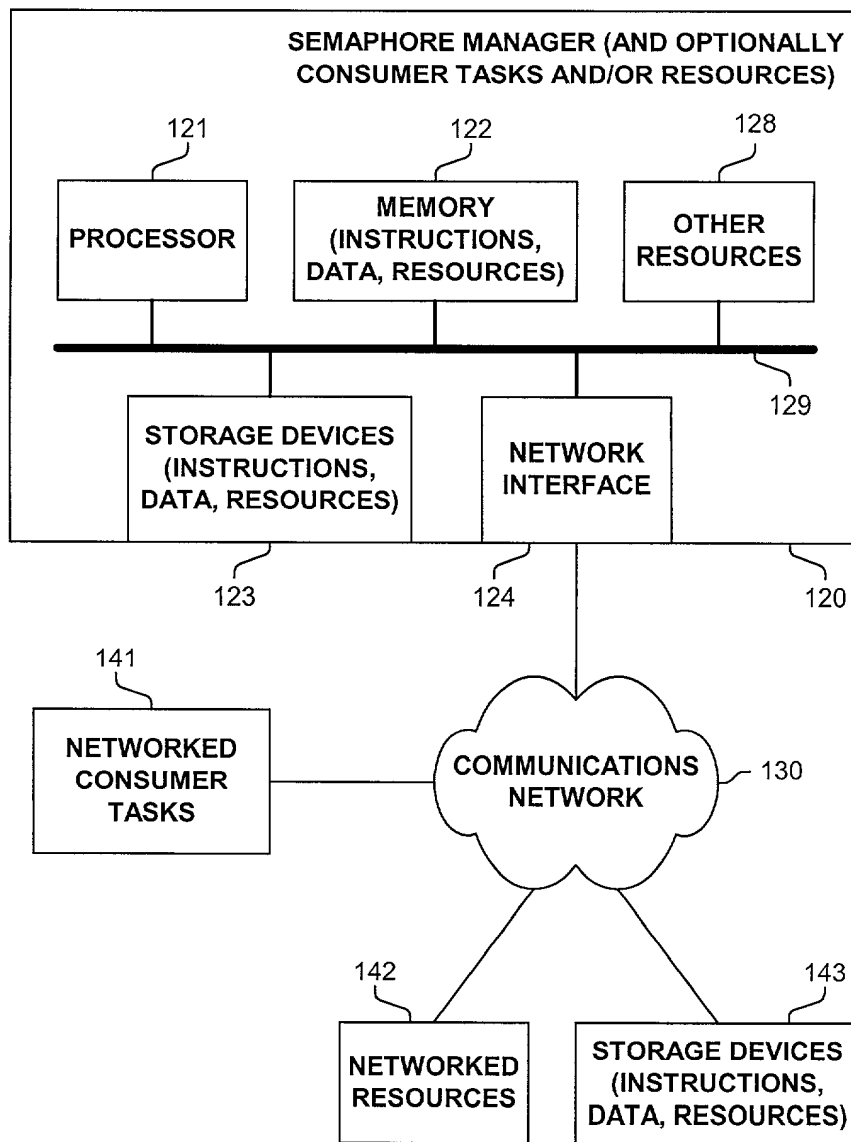 SEMAPHORE MANAGER (AND OPTIONALLY
CONSUMER TASKS AND/OR RESOURCES)
121
122
128
PROCESSOR
MEMORY
(INSTRUCTIONS,
DATA, RESOURCES)
OTHER
RESOURCES
129
STORAGE DEVICES
(INSTRUCTIONS,
DATA, RESOURCES)
NETWORK
INTERFACE
123
124
120
141
NETWORKED
CONSUMER
TASKS
COMMUNICATIONS
NETWORK
130
142
143
NETWORKED
RESOURCES
STORAGE DEVICES
(INSTRUCTIONS,
DATA, RESOURCES)